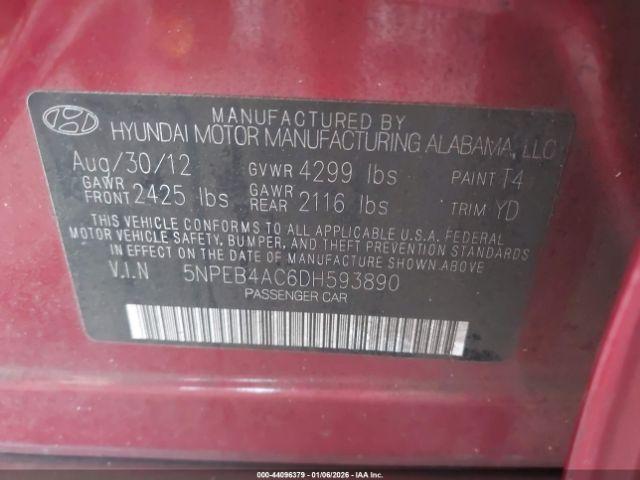 MANUFACTURED BY
HYUNDAI MOTOR MANUFACTURING ALABAMA, LLC
Aug/30/12 GVWR 4299 lbs PAINT T4
GAWR FRONT 2425 lbs GAWR REAR 2116 lbs TRIM YD
THIS VEHICLE CONFORMS TO ALL APPLICABLE U.S.A. FEDERAL
MOTOR VEHICLE SAFETY, BUMPER, AND THEFT PREVENTION STANDARDS
IN EFFECT ON THE DATE OF MANUFACTURE SHOWN ABOVE.
V.I.N 5NPEB4AC6DH593890
PASSENGER CAR
000-44096379 - 01/06/2026 - IAAI.CA